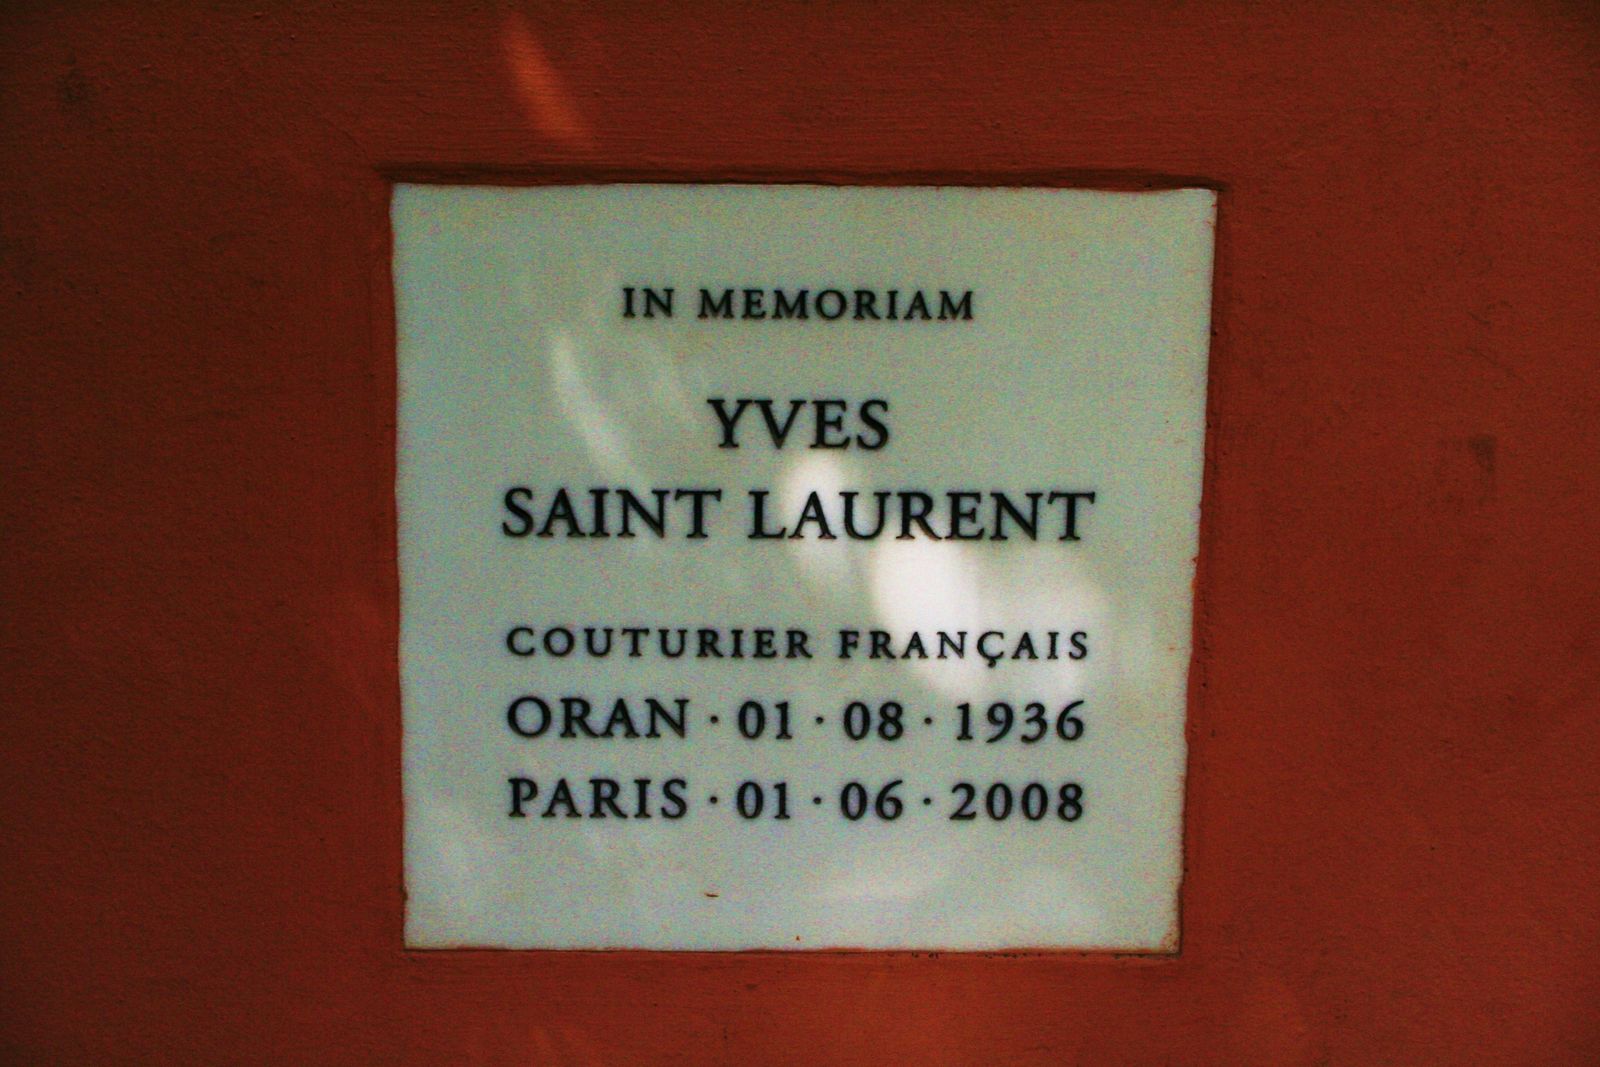 IN MEMORIAM
YVES
SAINT LAURENT
COUTURIER FRANÇAIS
ORAN · 01 · 08 · 1936
PARIS · 01 · 06 · 2008